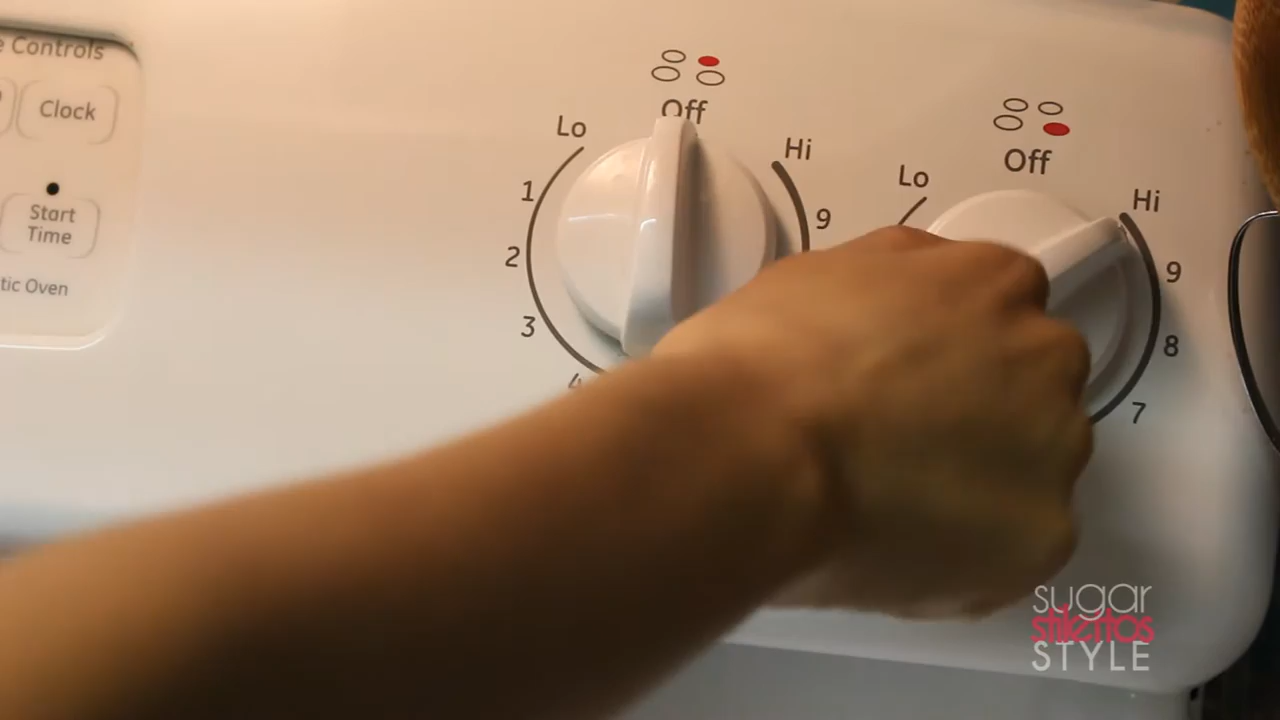 e Controls
Clock
Start
Time
tic Oven
Off
Lo
Hi
1
2
3
4
9
Off
Lo
Hi
9
8
7
sugar
stilettos
STYLE